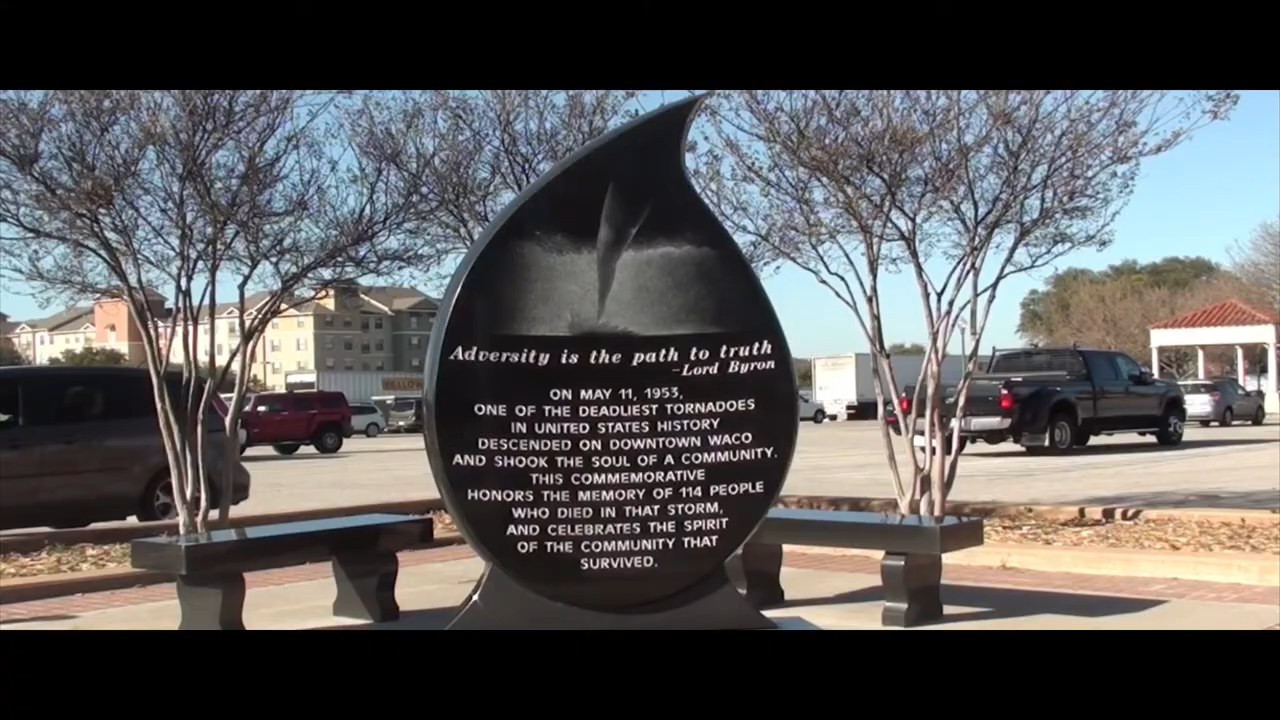 Adversity is the path to truth
-Lord Byron
ON MAY 11, 1953,
ONE OF THE DEADLIEST TORNADOES
IN UNITED STATES HISTORY
DESCENDED ON DOWNTOWN WACO
AND SHOOK THE SOUL OF A COMMUNITY.
THIS COMMEMORATIVE
HONORS THE MEMORY OF 114 PEOPLE
WHO DIED IN THAT STORM,
AND CELEBRATES THE SPIRIT
OF THE COMMUNITY THAT
SURVIVED.